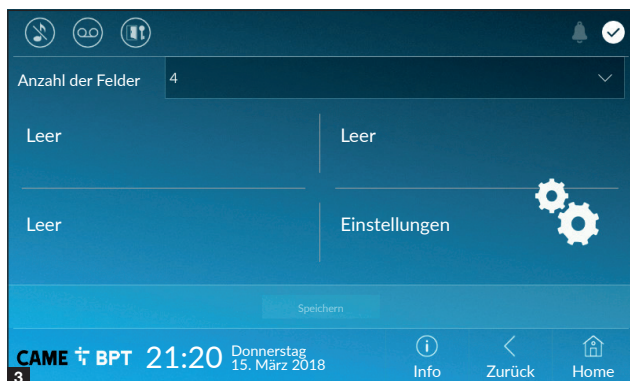 Anzahl der Felder 4
Leer Leer
Leer Einstellungen
Speichern
CAME BPT 21:20 Donnerstag
15. März 2018
Info Zurück Home
3